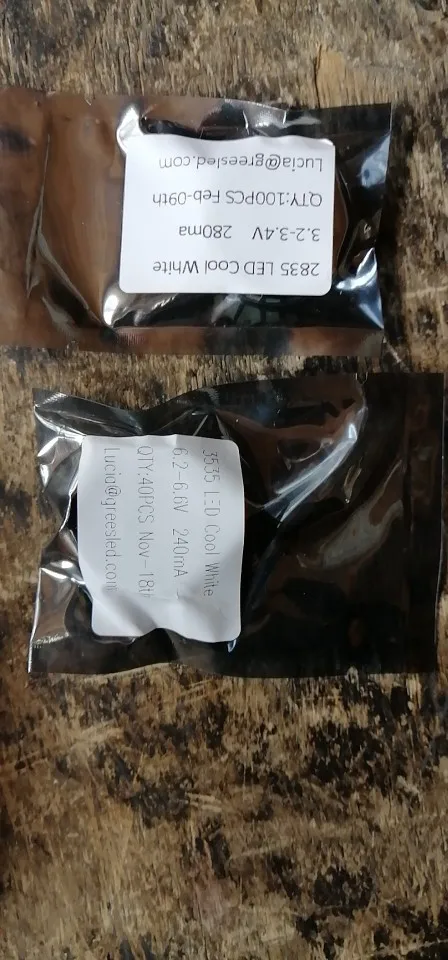 2835 LED Cool White
3.2-3.4V 280ma
QTY:100PCS Feb-09th
Lucia@greesled.com
3535 LED Cool White
6.2-6.6V 240mA
QTY:40PCS Nov-18th
Lucia@greesled.com